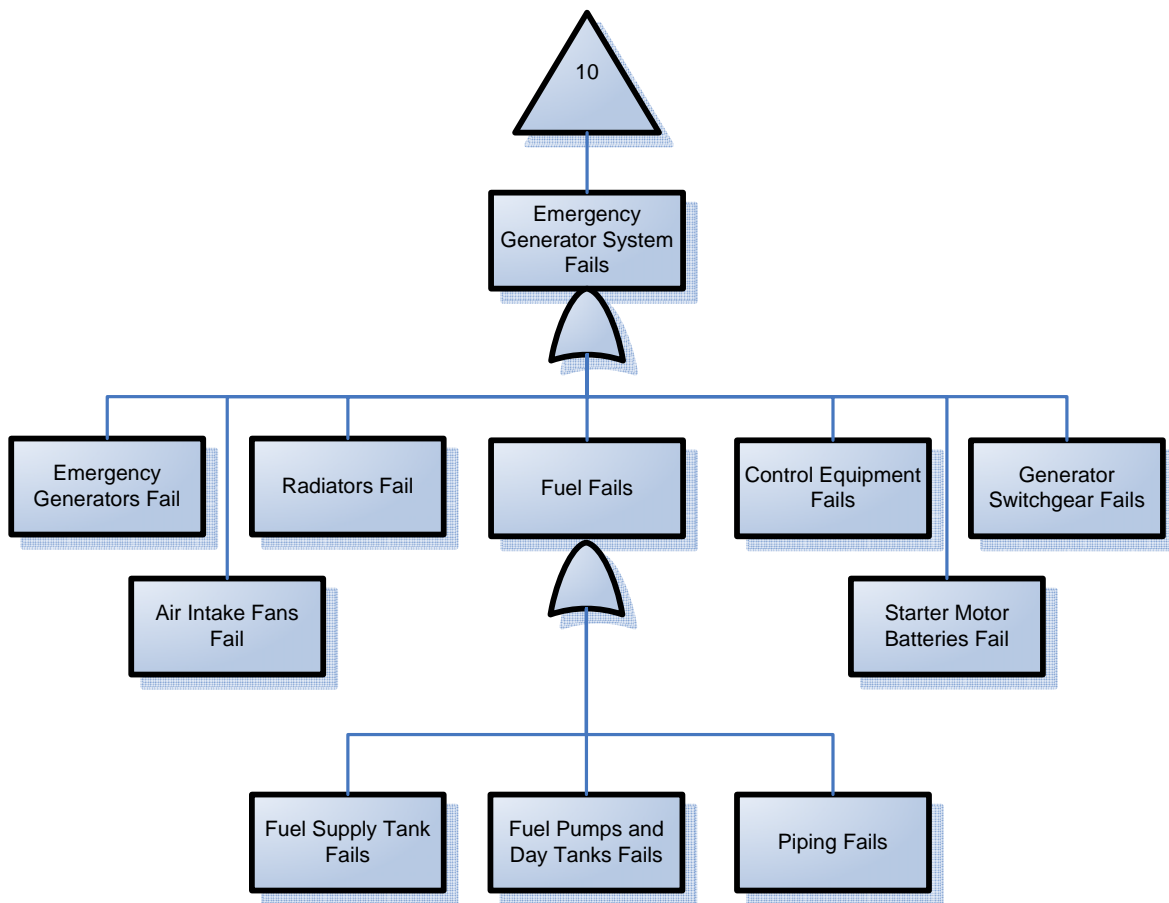 10
Emergency
Generator System
Fails
Emergency
Generators Fail
Radiators Fail
Fuel Fails
Control Equipment
Fails
Generator
Switchgear Fails
Air Intake Fans
Fail
Starter Motor
Batteries Fail
Fuel Supply Tank
Fails
Fuel Pumps and
Day Tanks Fails
Piping Fails